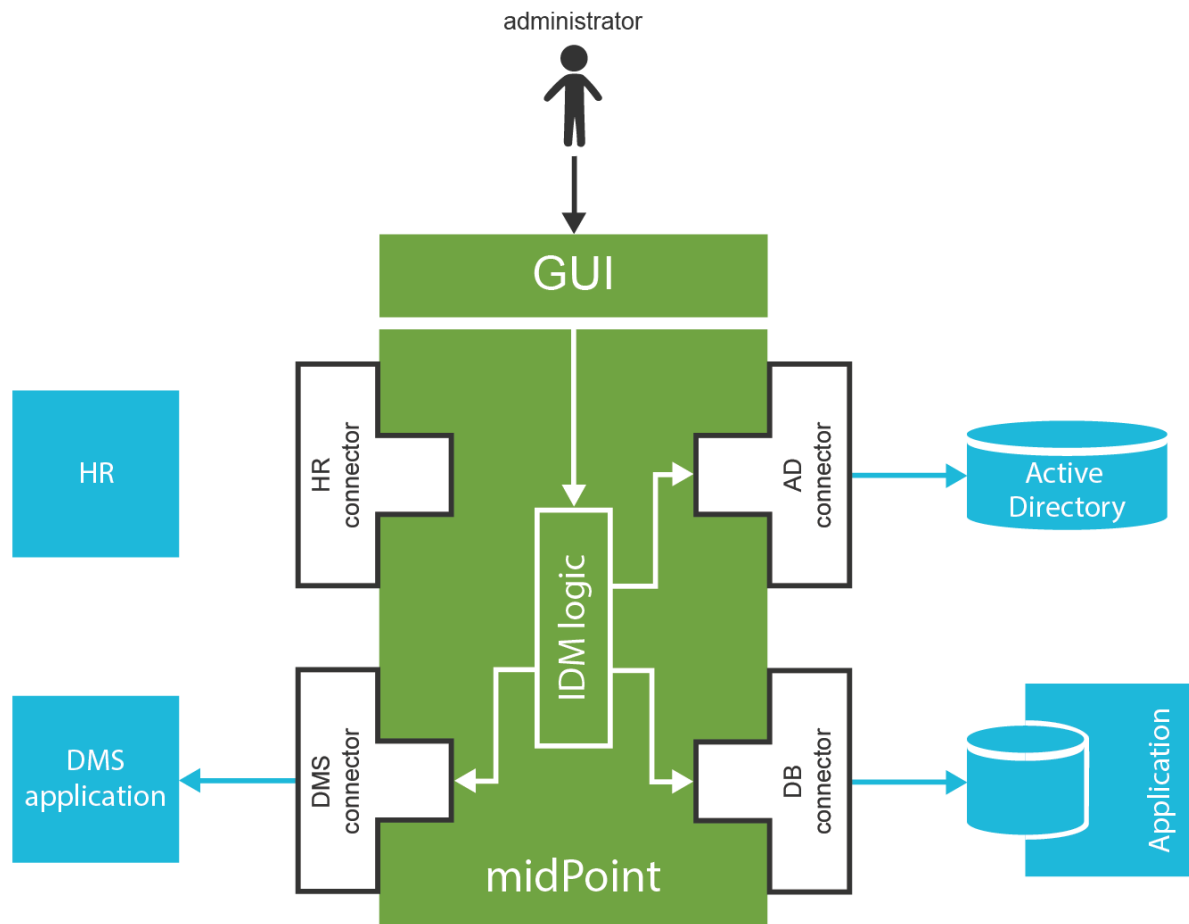 administrator
GUI
HR
HR
connector
AD
connector
Active
Directory
IDM logic
DMS
application
DMS
connector
DB
connector
Application
midPoint